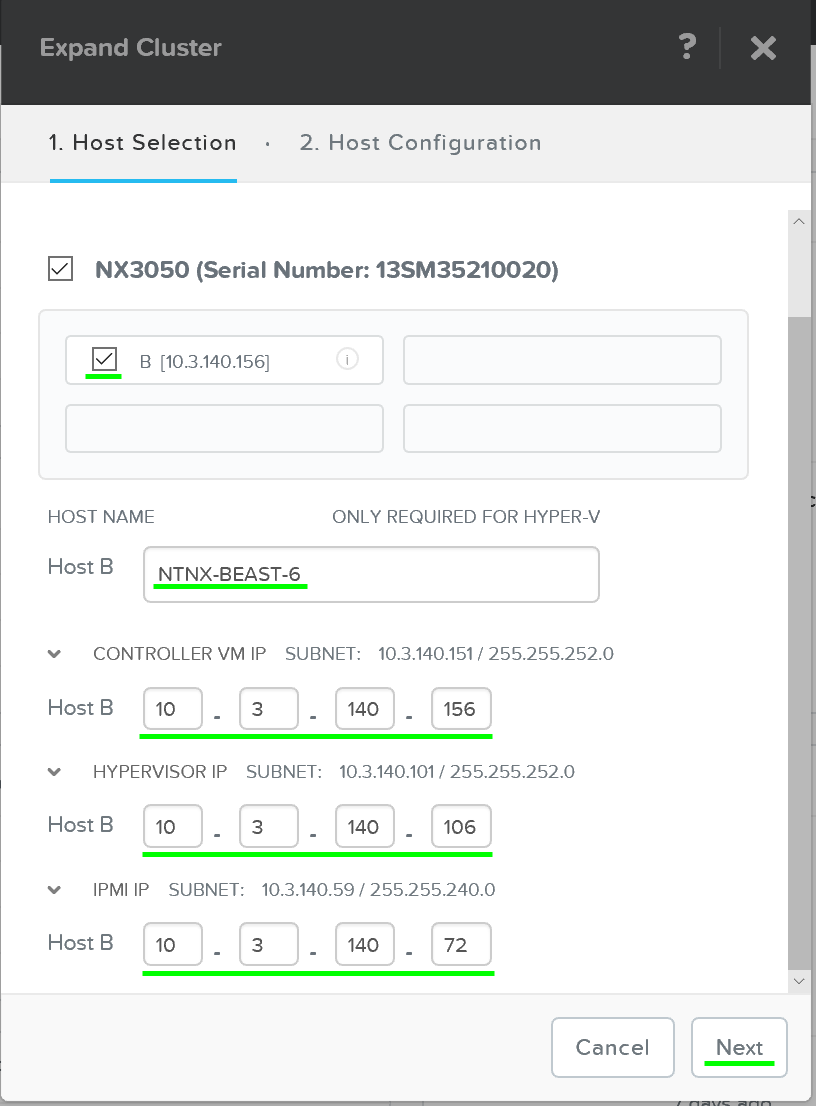 Expand Cluster ?
1. Host Selection · 2. Host Configuration
NX3050 (Serial Number: 13SM35210020)
B [10.3.140.156] i
HOST NAME ONLY REQUIRED FOR HYPER-V
Host B NTNX-BEAST-6
CONTROLLER VM IP SUBNET: 10.3.140.151 / 255.255.252.0
Host B 10 . 3 . 140 . 156
HYPERVISOR IP SUBNET: 10.3.140.101 / 255.255.252.0
Host B 10 . 3 . 140 . 106
IPMI IP SUBNET: 10.3.140.59 / 255.255.240.0
Host B 10 . 3 . 140 . 72
Cancel Next
7 days ago